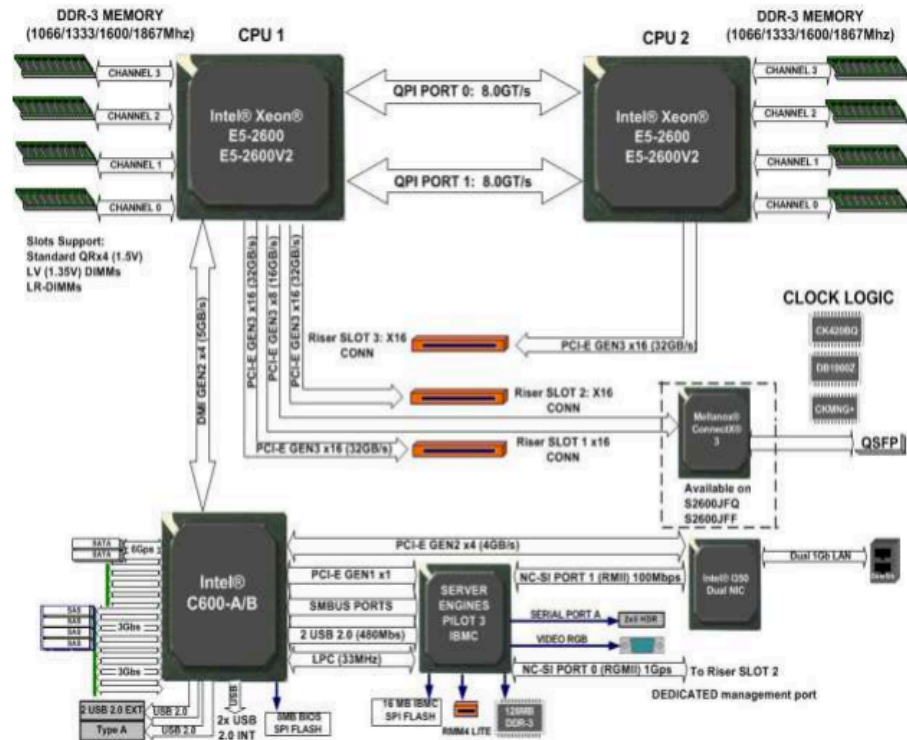 DDR-3 MEMORY
(1066/1333/1600/1867Mhz)
CPU 1
CPU 2
DDR-3 MEMORY
(1066/1333/1600/1867Mhz)
CHANNEL 3
CHANNEL 2
CHANNEL 1
CHANNEL 0
Intel® Xeon®
E5-2600
E5-2600V2
QPI PORT 0: 8.0GT/s
QPI PORT 1: 8.0GT/s
Intel® Xeon®
E5-2600
E5-2600V2
CHANNEL 3
CHANNEL 2
CHANNEL 1
CHANNEL 0
Slots Support:
Standard QRx4 (1.5V)
LV (1.35V) DIMMs
LR-DIMMs
DMI GEN2 x4 (5GB/s)
PCI-E GEN3 x16 (32GB/s)
PCI-E GEN3 x8 (16GB/s)
PCI-E GEN3 x16 (32GB/s)
Riser SLOT 3: X16
CONN
PCI-E GEN3 x16 (32GB/s)
Riser SLOT 2: X16
CONN
PCI-E GEN3 x16 (32GB/s)
Riser SLOT 1 x16
CONN
CLOCK LOGIC
CK420BQ
DB1900Z
CKMNG+
Mellanox®
ConnectX®
3
QSFP
Available on
S2600JFQ
S2600JFF
SATA
SATA
6Gps
SAS
SAS
SAS
SAS
3Gbs
3Gbs
Intel®
C600-A/B
PCI-E GEN2 x4 (4GB/s)
PCI-E GEN1 x1
SMBUS PORTS
2 USB 2.0 (480Mbs)
LPC (33MHz)
SERVER
ENGINES
PILOT 3
IBMC
NC-SI PORT 1 (RMII) 100Mbps
SERIAL PORT A
2x5 HDR
VIDEO RGB
NC-SI PORT 0 (RGMII) 1Gps
To Riser SLOT 2
DEDICATED management port
Intel® I350
Dual NIC
Dual 1Gb LAN
2 USB 2.0 EXT
USB 2.0
Type A
USB 2.0
USB
2x USB
2.0 INT
8MB BIOS
SPI FLASH
16 MB IBMC
SPI FLASH
RMM4 LITE
128MB
DDR-3